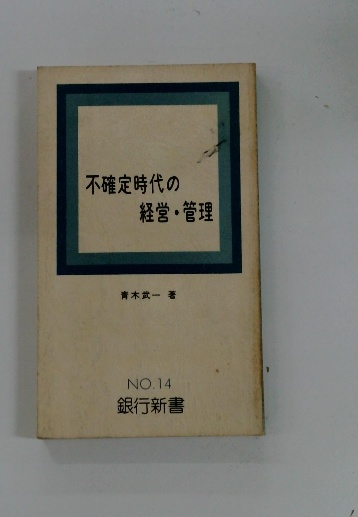 不確定時代の
経営・管理
青木武一 著
NO.14
銀行新書